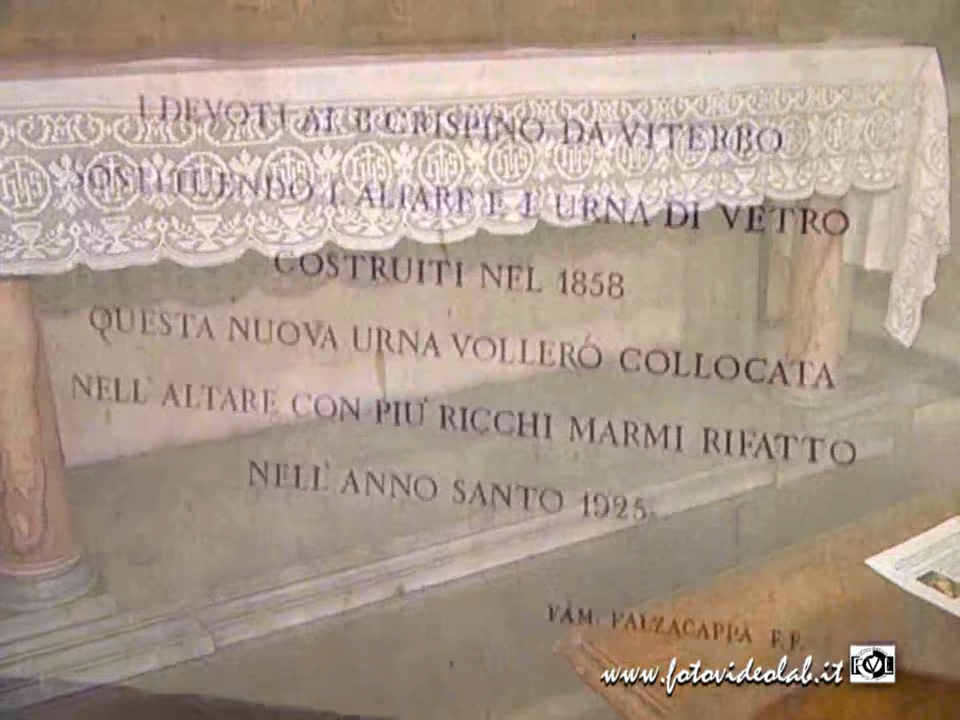 I DEVOTI AL B CRISPINO DA VITERBO
SOSTITUENDO L'ALTARE E L'URNA DI VETRO
COSTRUITI NEL 1858
QUESTA NUOVA URNA VOLLERO COLLOCATA
NELL'ALTARE CON PIU' RICCHI MARMI RIFATTO
NELL'ANNO SANTO 1925.
FAM. FALZACAPPA F.F.
www.fotovideolab.it FVL